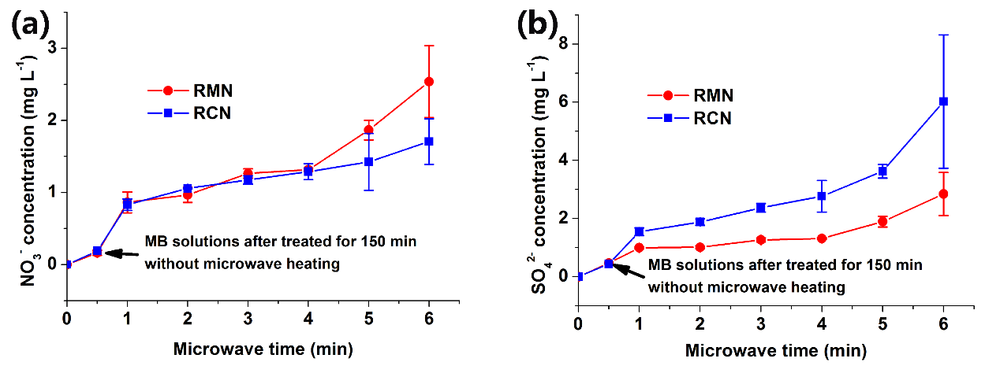 (a)
NO3- concentration (mg L-1)
3
2
1
0
RMN
RCN
MB solutions after treated for 150 min
without microwave heating
0 1 2 3 4 5 6
Microwave time (min)
(b)
SO42- concentration (mg L-1)
8
6
4
2
0
RMN
RCN
MB solutions after treated for 150 min
without microwave heating
0 1 2 3 4 5 6
Microwave time (min)